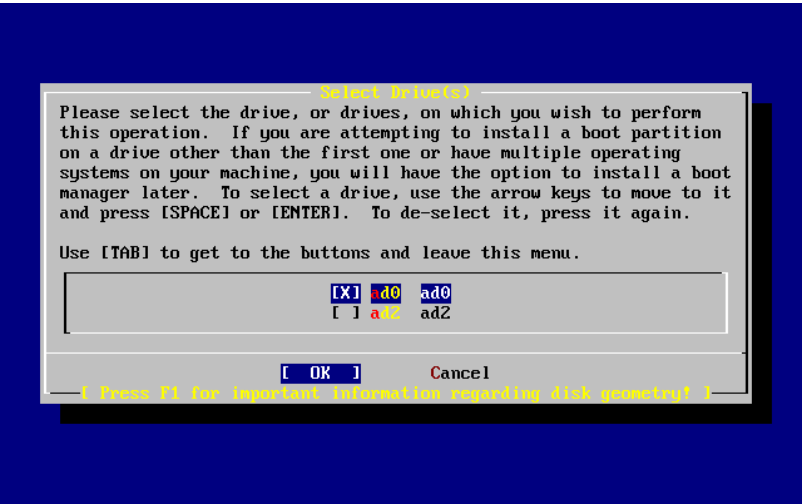 Select Drive(s)
Please select the drive, or drives, on which you wish to perform
this operation.  If you are attempting to install a boot partition
on a drive other than the first one or have multiple operating
systems on your machine, you will have the option to install a boot
manager later.  To select a drive, use the arrow keys to move to it
and press [SPACE] or [ENTER].  To de-select it, press it again.
Use [TAB] to get to the buttons and leave this menu.
[X] ad0  ad0
[ ] ad2  ad2
[  OK  ]  Cancel
[ Press F1 for important information regarding disk geometry! ]